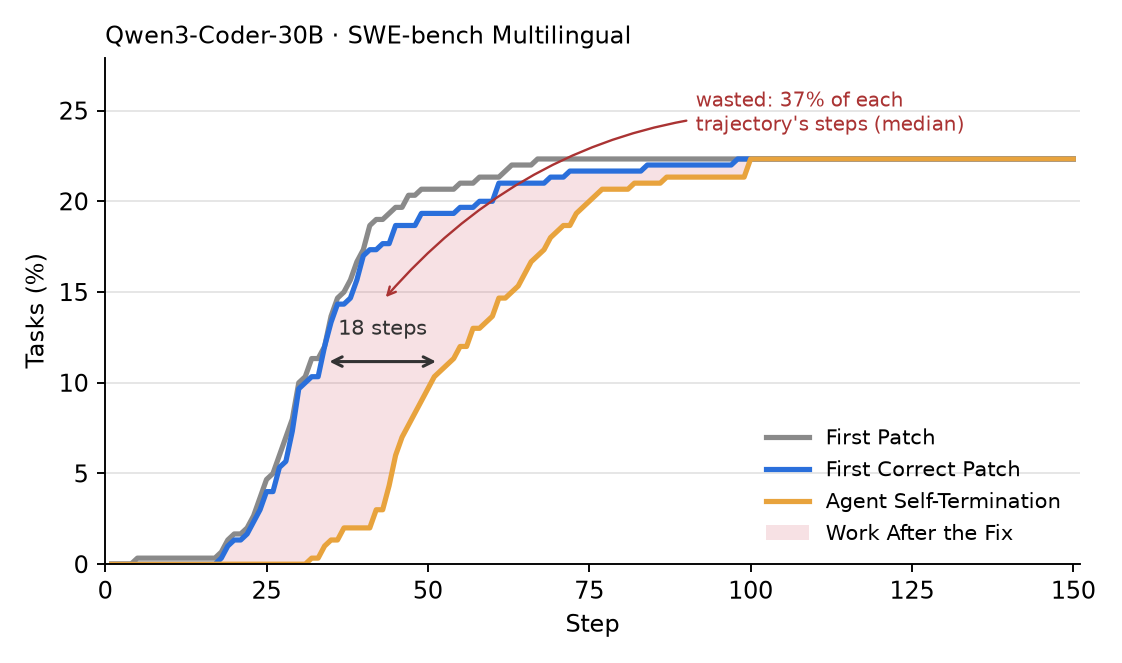 Qwen3-Coder-30B · SWE-bench Multilingual
wasted: 37% of each
trajectory's steps (median)
25
20
15
10
5
0
Tasks (%)
18 steps
First Patch
First Correct Patch
Agent Self-Termination
Work After the Fix
0 25 50 75 100 125 150
Step